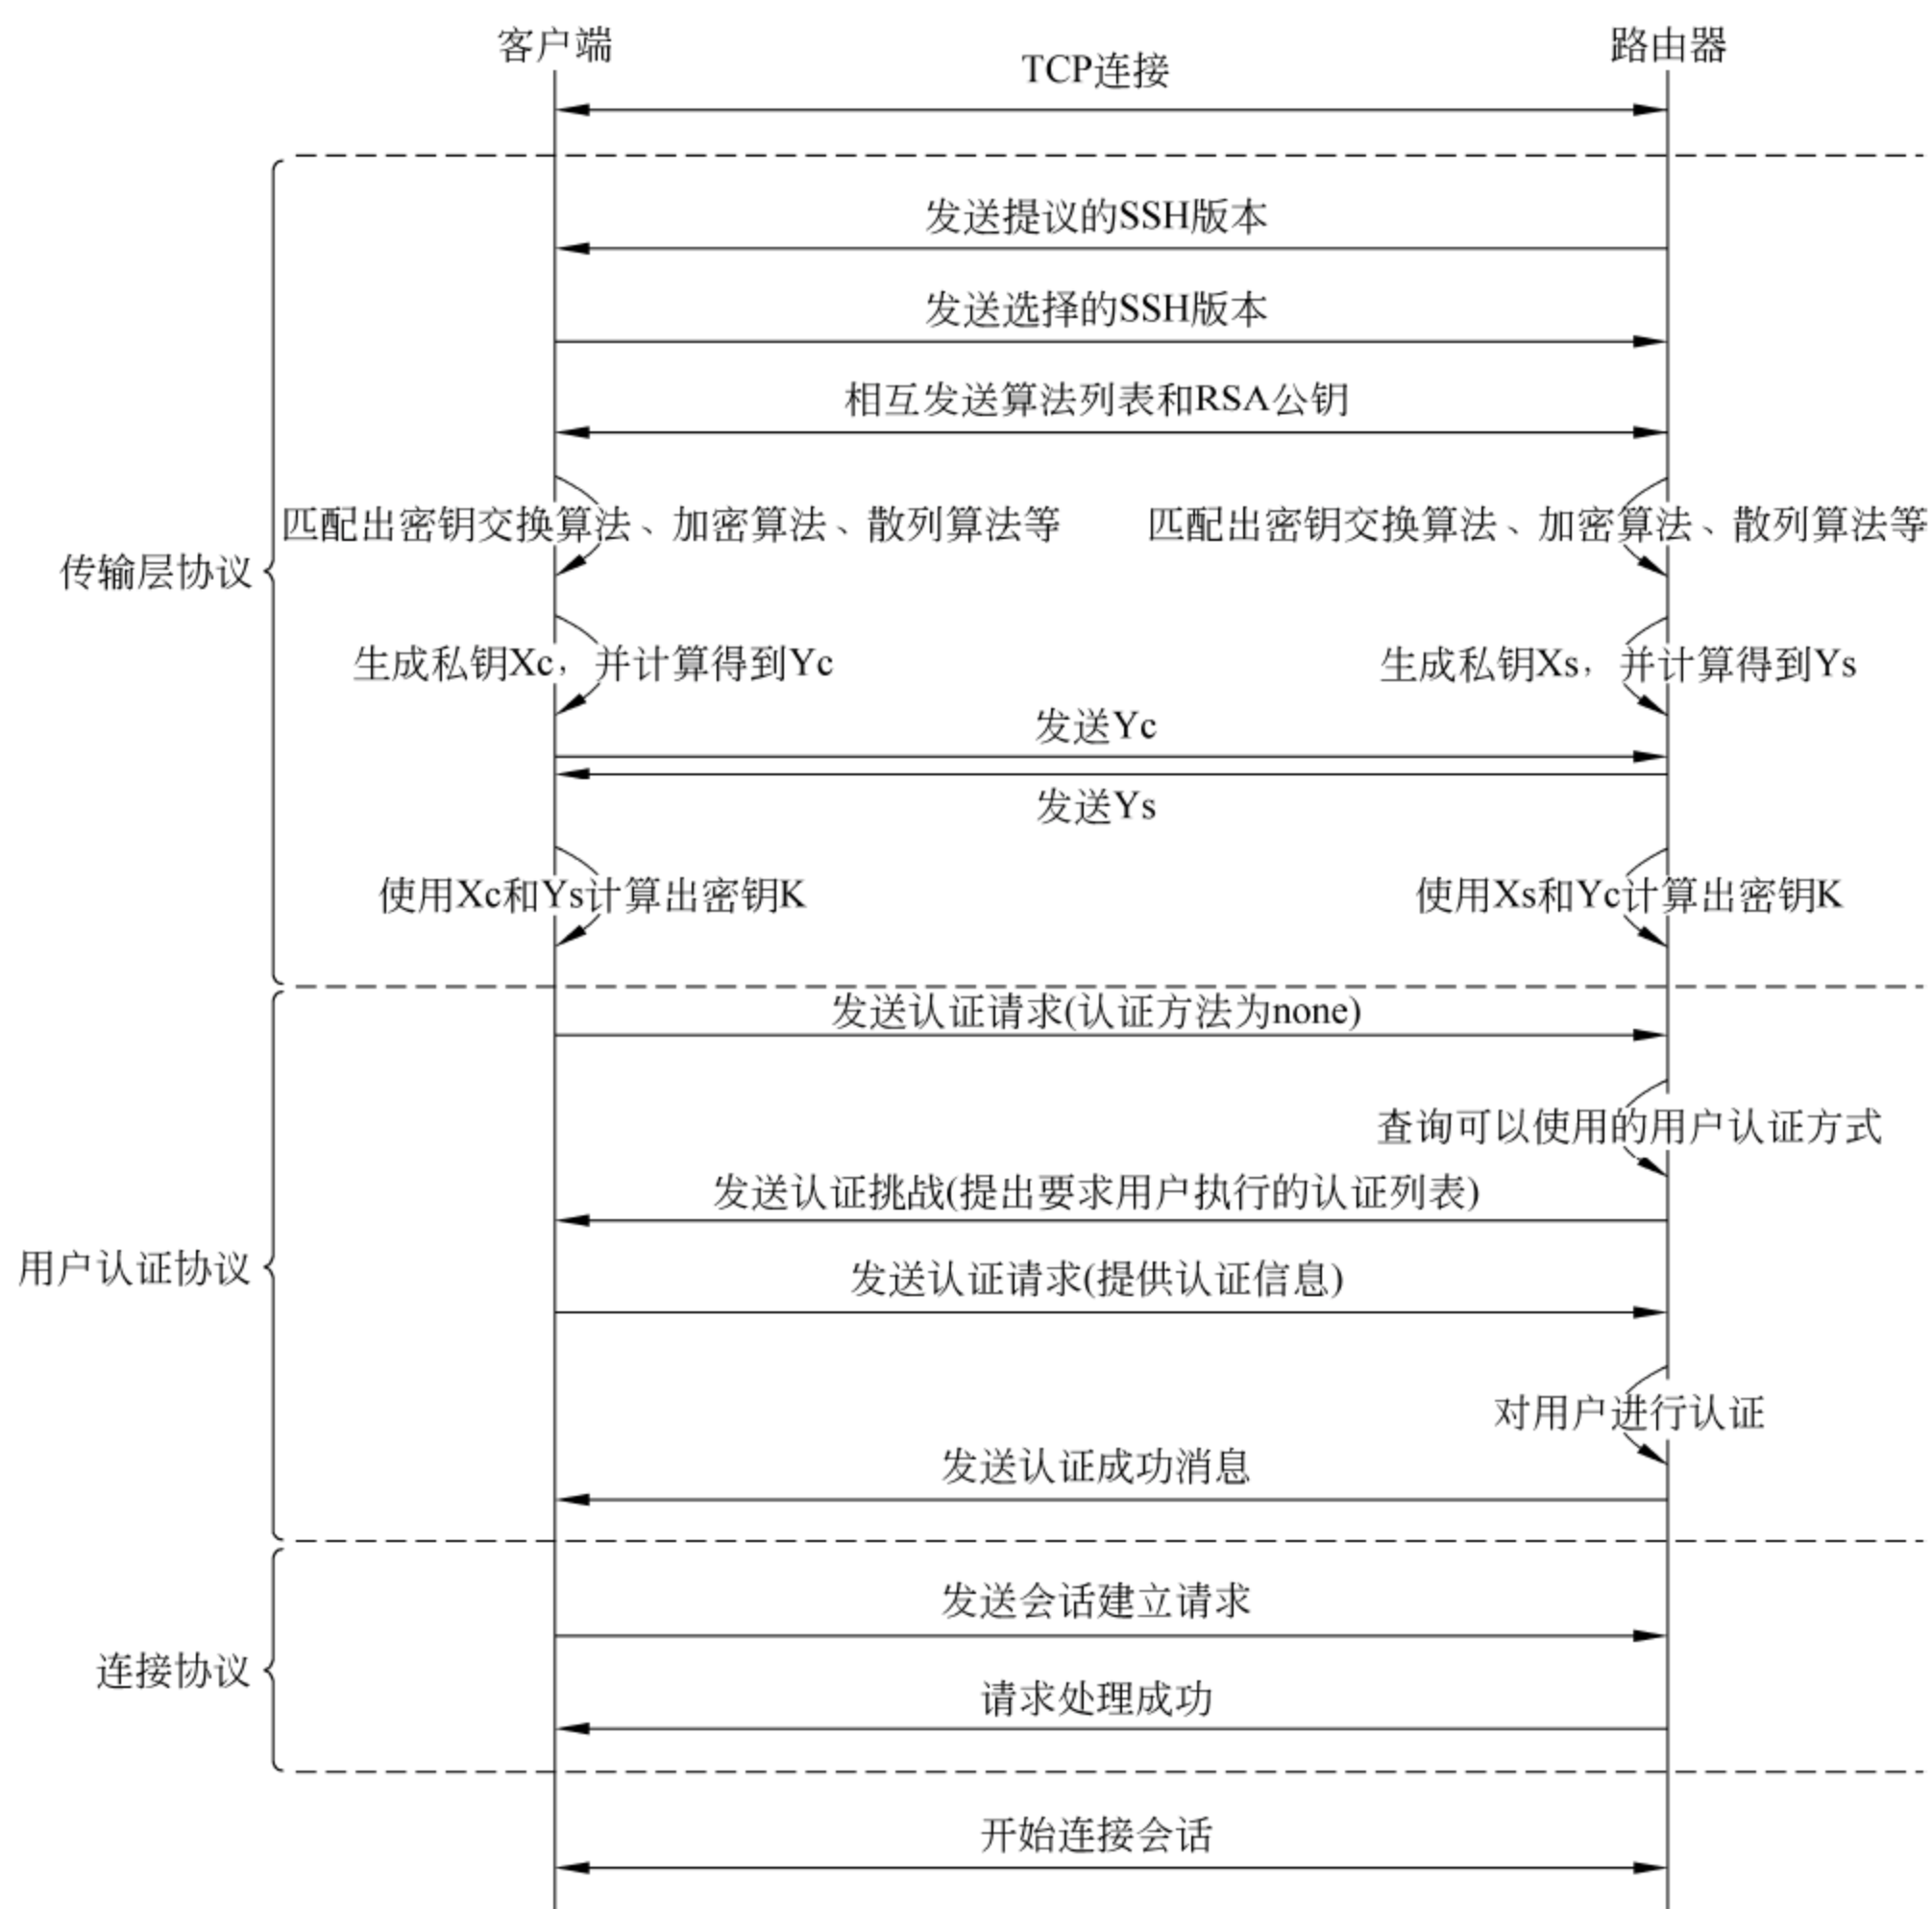 客户端
路由器
TCP连接
发送提议的SSH版本
发送选择的SSH版本
相互发送算法列表和RSA公钥
匹配出密钥交换算法、加密算法、散列算法等
匹配出密钥交换算法、加密算法、散列算法等
传输层协议
生成私钥Xc，并计算得到Yc
生成私钥Xs，并计算得到Ys
发送Yc
发送Ys
使用Xc和Ys计算出密钥K
使用Xs和Yc计算出密钥K
发送认证请求(认证方法为none)
查询可以使用的用户认证方式
发送认证挑战(提出要求用户执行的认证列表)
用户认证协议
发送认证请求(提供认证信息)
对用户进行认证
发送认证成功消息
发送会话建立请求
连接协议
请求处理成功
开始连接会话